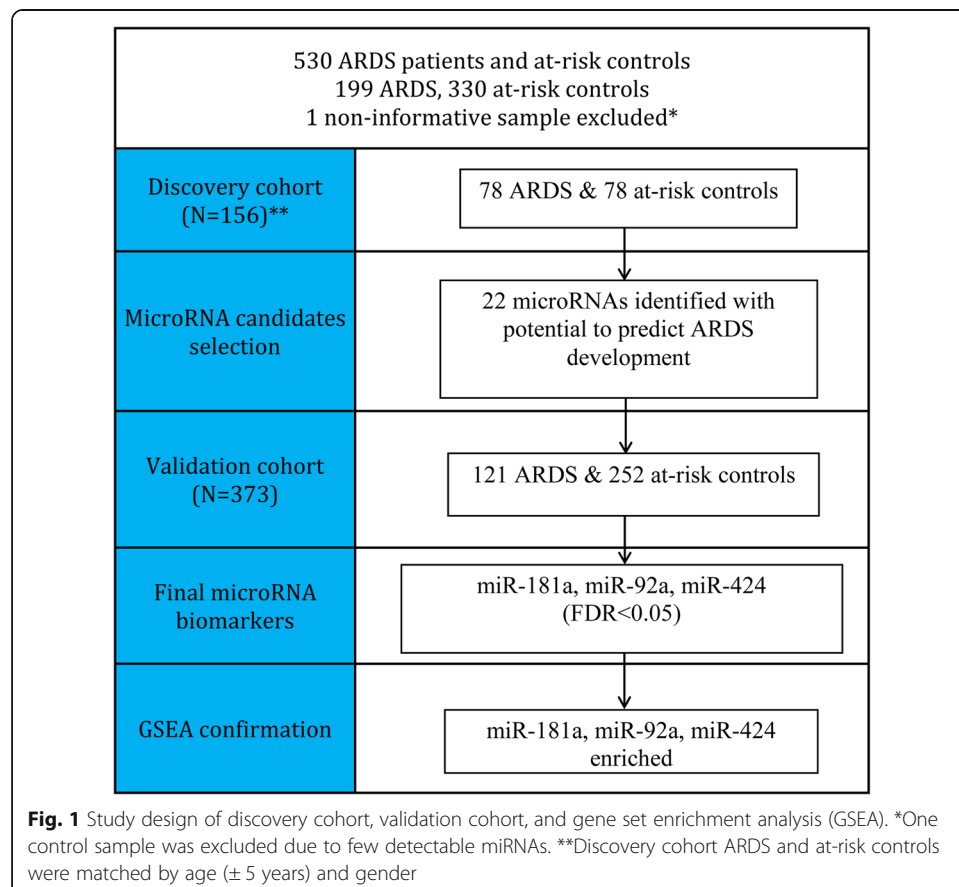 530 ARDS patients and at-risk controls
199 ARDS, 330 at-risk controls
1 non-informative sample excluded*
Discovery cohort
(N=156)**
78 ARDS & 78 at-risk controls
MicroRNA candidates
selection
22 microRNAs identified with
potential to predict ARDS
development
Validation cohort
(N=373)
121 ARDS & 252 at-risk controls
Final microRNA
biomarkers
miR-181a, miR-92a, miR-424
(FDR<0.05)
GSEA confirmation
miR-181a, miR-92a, miR-424
enriched
Fig. 1 Study design of discovery cohort, validation cohort, and gene set enrichment analysis (GSEA). *One
control sample was excluded due to few detectable miRNAs. **Discovery cohort ARDS and at-risk controls
were matched by age (± 5 years) and gender